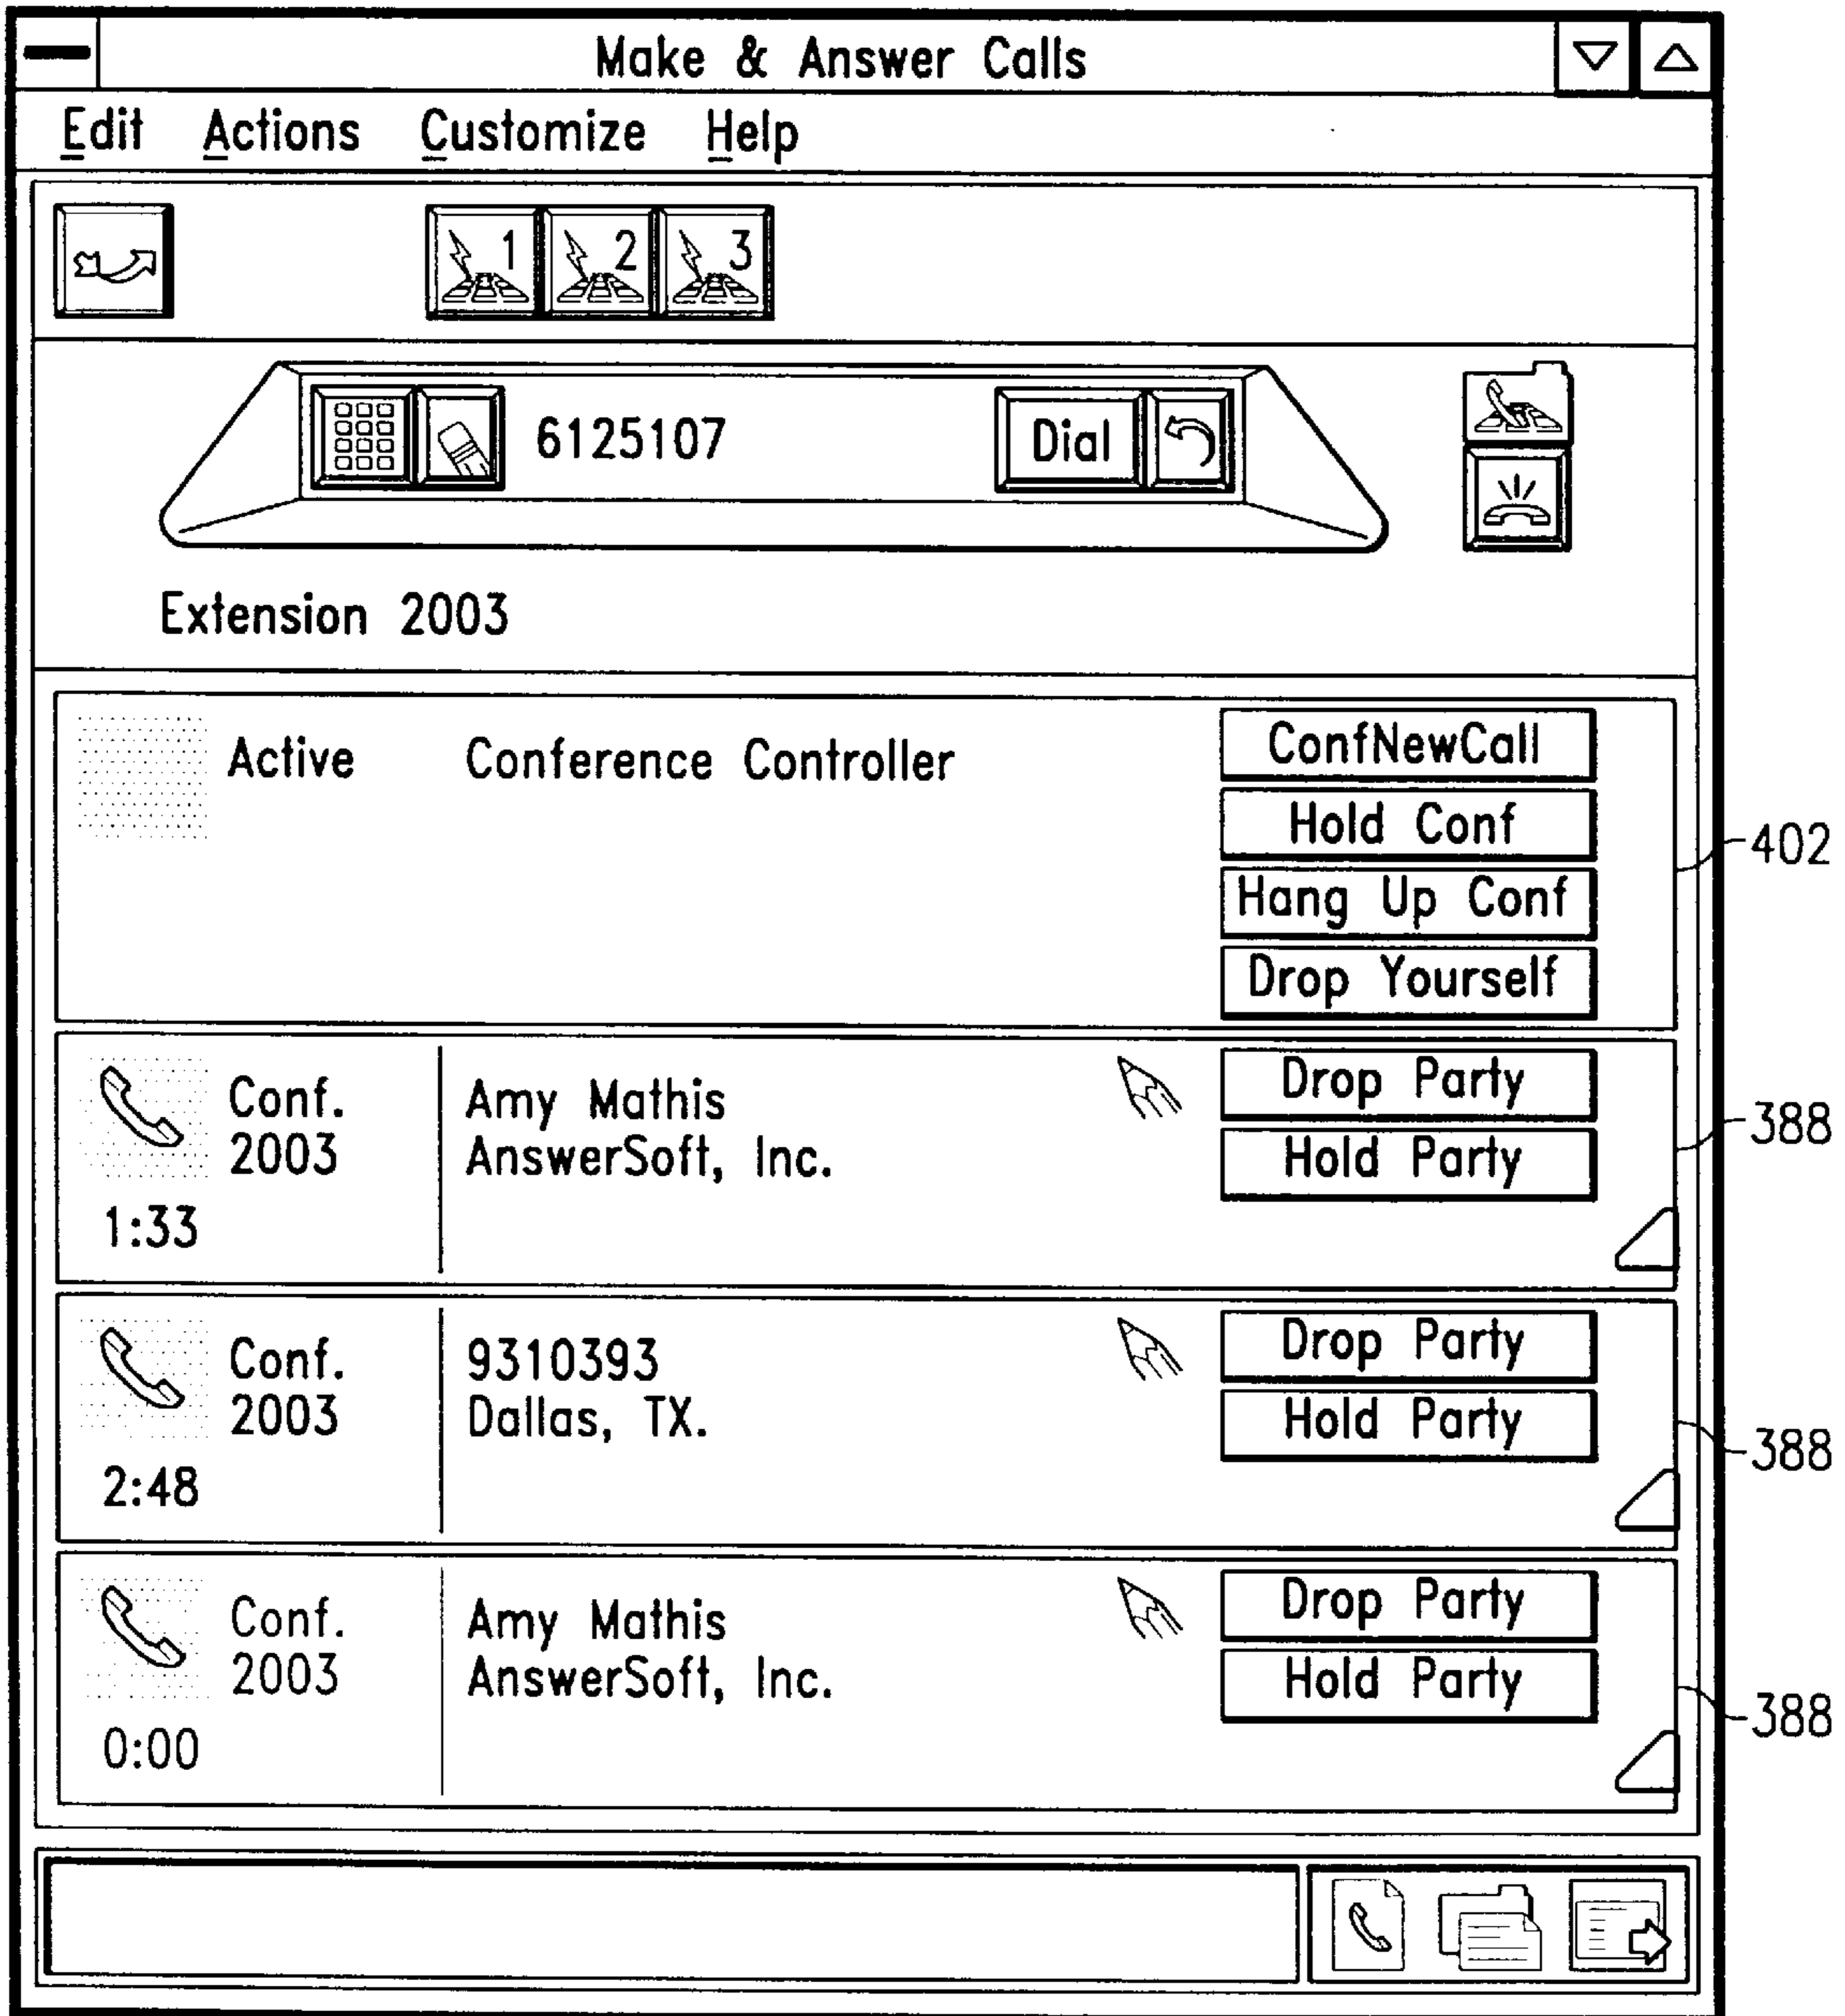 Make & Answer Calls
Edit Actions Customize Help
1 2 3
6125107 Dial
Extension 2003
Active Conference Controller
ConfNewCall
Hold Conf
402
Hang Up Conf
Drop Yourself
Conf. Amy Mathis Drop Party
2003 AnswerSoft, Inc. Hold Party
388
1:33
Conf. 9310393 Drop Party
2003 Dallas, TX. Hold Party
388
2:48
Conf. Amy Mathis Drop Party
2003 AnswerSoft, Inc. Hold Party
388
0:00